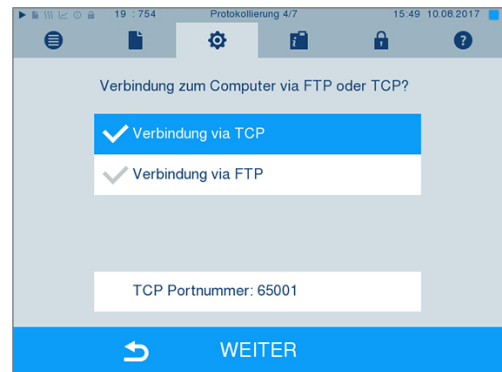 19 : 754 Protokollierung 4/7 15:49 10.08.2017
Verbindung zum Computer via FTP oder TCP?
Verbindung via TCP
Verbindung via FTP
TCP Portnummer: 65001
WEITER